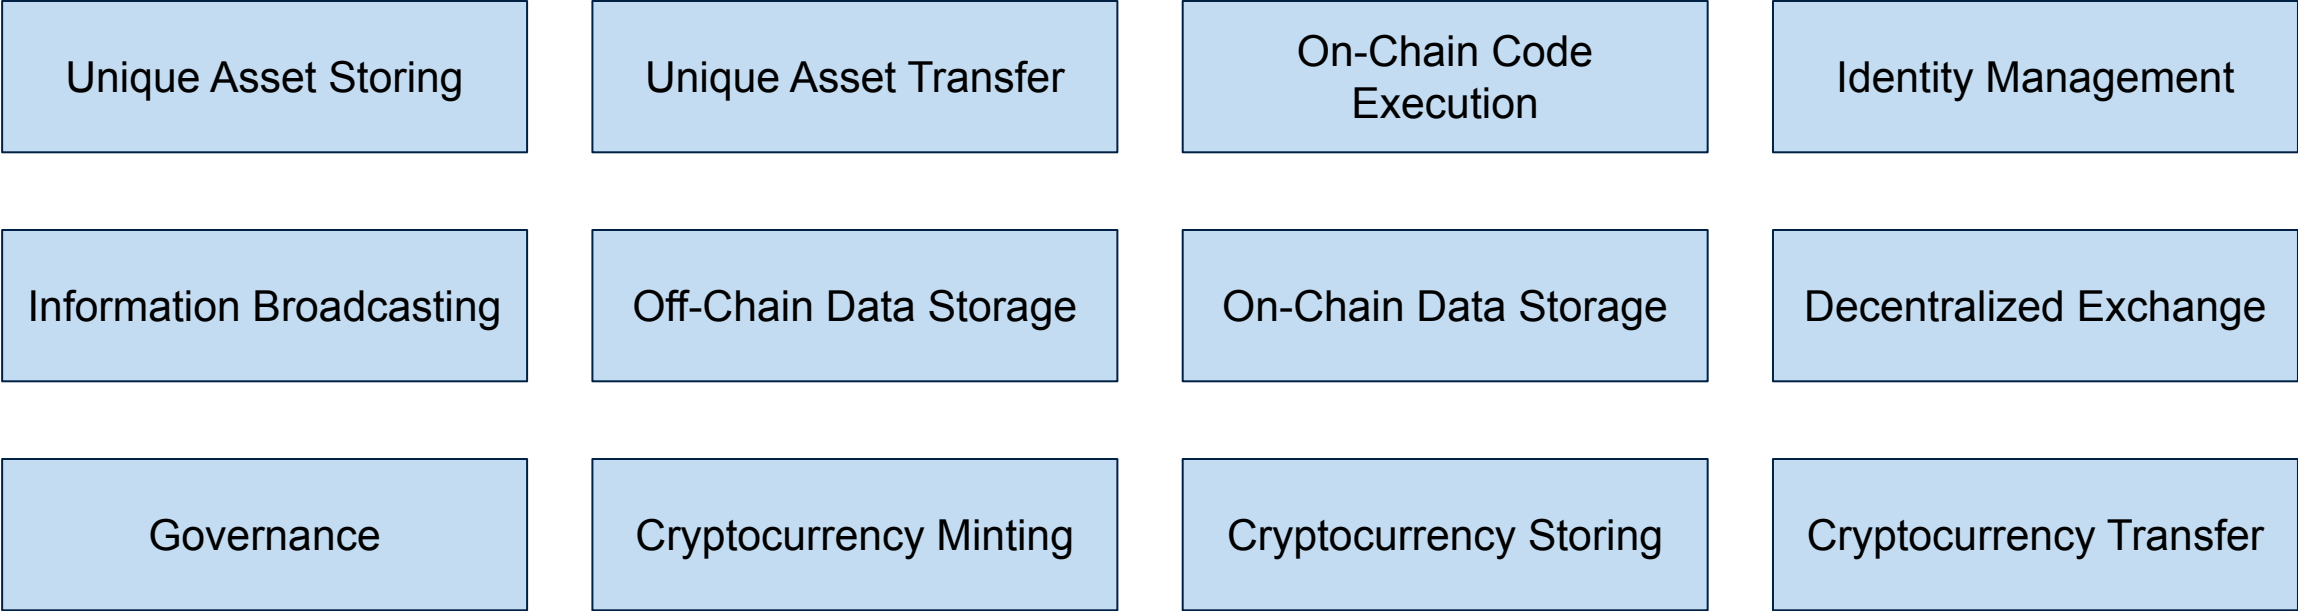 Unique Asset Storing
Unique Asset Transfer
On-Chain Code
Execution
Identity Management
Information Broadcasting
Off-Chain Data Storage
On-Chain Data Storage
Decentralized Exchange
Governance
Cryptocurrency Minting
Cryptocurrency Storing
Cryptocurrency Transfer